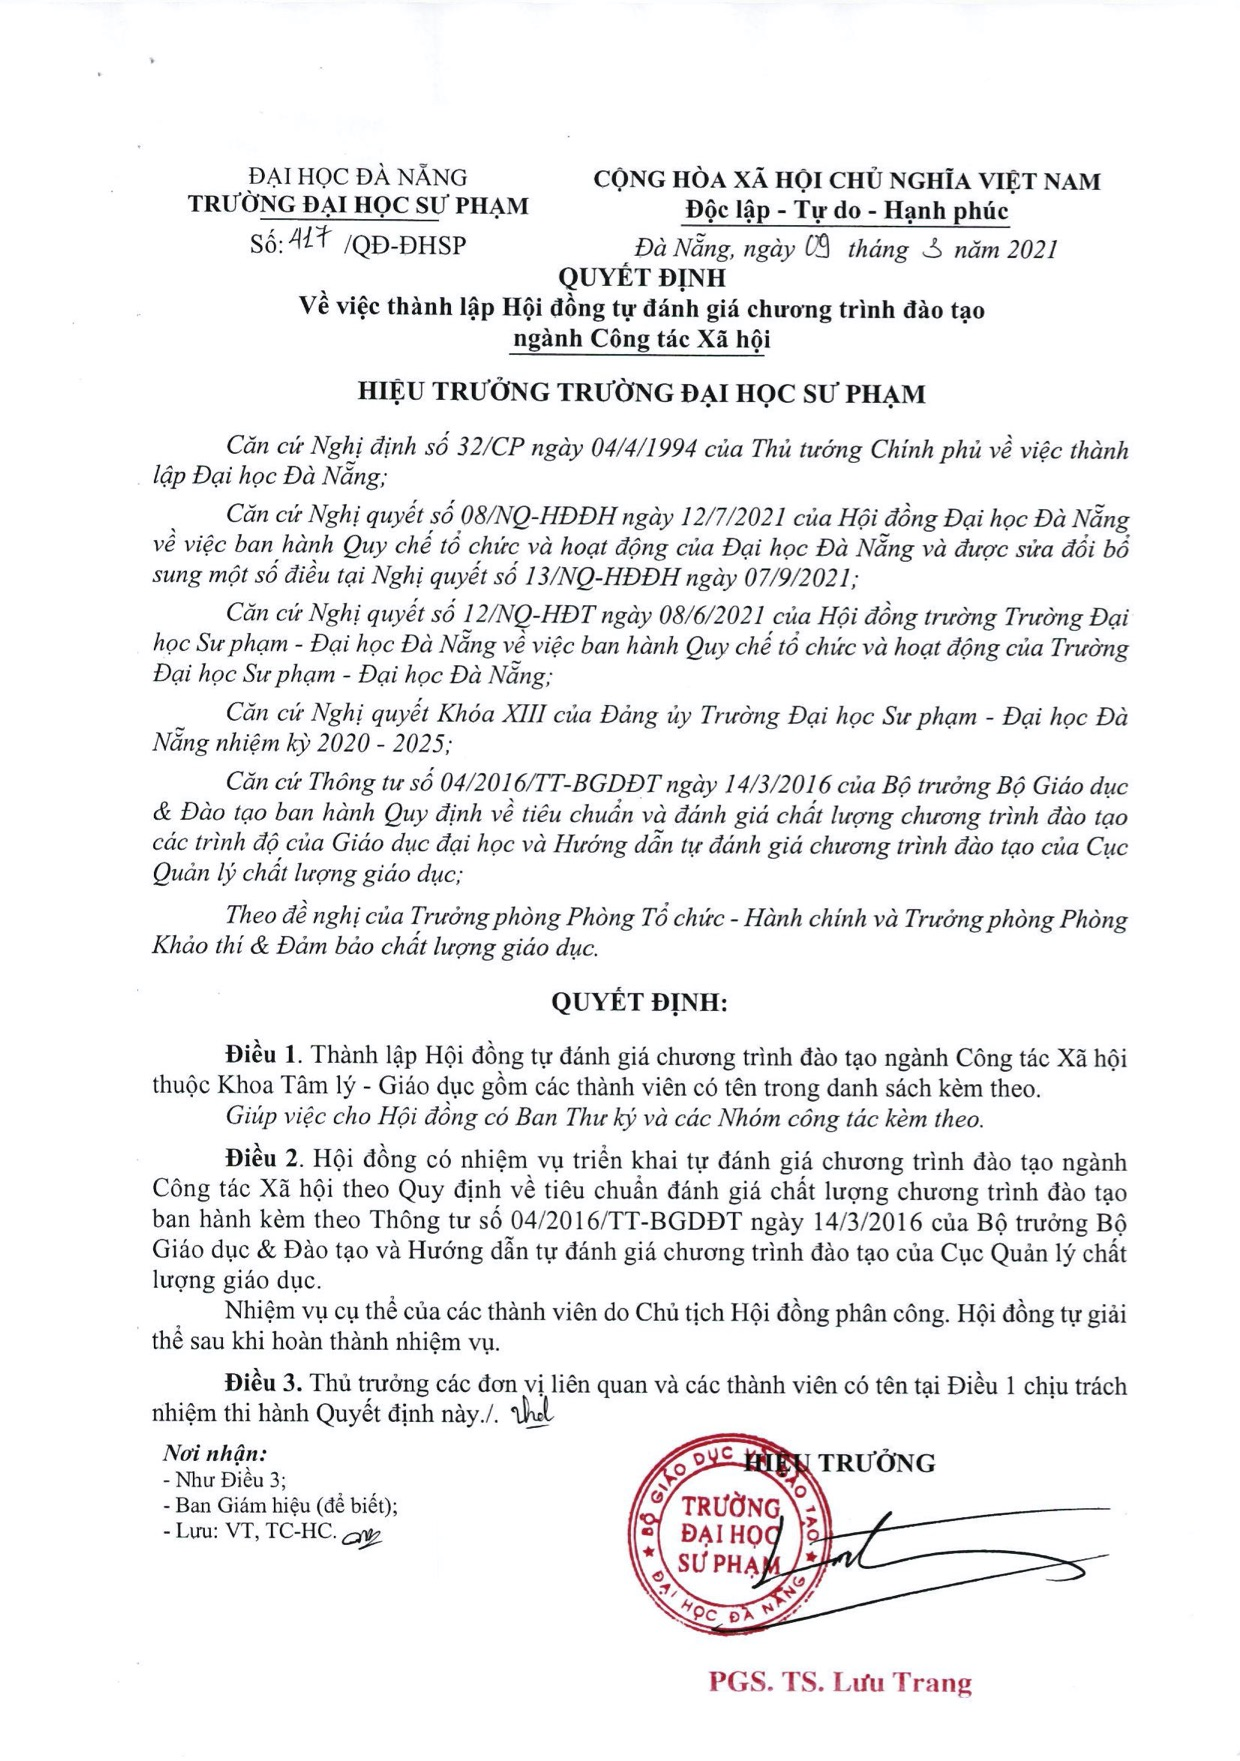 ĐẠI HỌC ĐÀ NẴNG
TRƯỜNG ĐẠI HỌC SƯ PHẠM
Số: 417 /QĐ-ĐHSP
CỘNG HÒA XÃ HỘI CHỦ NGHĨA VIỆT NAM
Độc lập - Tự do - Hạnh phúc
Đà Nẵng, ngày 09 tháng 3 năm 2021
QUYẾT ĐỊNH
Về việc thành lập Hội đồng tự đánh giá chương trình đào tạo
ngành Công tác Xã hội
HIỆU TRƯỞNG TRƯỜNG ĐẠI HỌC SƯ PHẠM
Căn cứ Nghị định số 32/CP ngày 04/4/1994 của Thủ tướng Chính phủ về việc thành
lập Đại học Đà Nẵng;
Căn cứ Nghị quyết số 08/NQ-HĐĐH ngày 12/7/2021 của Hội đồng Đại học Đà Nẵng
về việc ban hành Quy chế tổ chức và hoạt động của Đại học Đà Nẵng và được sửa đổi bổ
sung một số điều tại Nghị quyết số 13/NQ-HĐĐH ngày 07/9/2021;
Căn cứ Nghị quyết số 12/NQ-HĐT ngày 08/6/2021 của Hội đồng trường Trường Đại
học Sư phạm - Đại học Đà Nẵng về việc ban hành Quy chế tổ chức và hoạt động của Trường
Đại học Sư phạm - Đại học Đà Nẵng;
Căn cứ Nghị quyết Khóa XIII của Đảng ủy Trường Đại học Sư phạm - Đại học Đà
Nẵng nhiệm kỳ 2020 - 2025;
Căn cứ Thông tư số 04/2016/TT-BGDĐT ngày 14/3/2016 của Bộ trưởng Bộ Giáo dục
& Đào tạo ban hành Quy định về tiêu chuẩn và đánh giá chất lượng chương trình đào tạo
các trình độ của Giáo dục đại học và Hướng dẫn tự đánh giá chương trình đào tạo của Cục
Quản lý chất lượng giáo dục;
Theo đề nghị của Trưởng phòng Phòng Tổ chức - Hành chính và Trưởng phòng Phòng
Khảo thí & Đảm bảo chất lượng giáo dục.
QUYẾT ĐỊNH:
Điều 1. Thành lập Hội đồng tự đánh giá chương trình đào tạo ngành Công tác Xã hội
thuộc Khoa Tâm lý - Giáo dục gồm các thành viên có tên trong danh sách kèm theo.
Giúp việc cho Hội đồng có Ban Thư ký và các Nhóm công tác kèm theo.
Điều 2. Hội đồng có nhiệm vụ triển khai tự đánh giá chương trình đào tạo ngành
Công tác Xã hội theo Quy định về tiêu chuẩn đánh giá chất lượng chương trình đào tạo
ban hành kèm theo Thông tư số 04/2016/TT-BGDĐT ngày 14/3/2016 của Bộ trưởng Bộ
Giáo dục & Đào tạo và Hướng dẫn tự đánh giá chương trình đào tạo của Cục Quản lý chất
lượng giáo dục.
Nhiệm vụ cụ thể của các thành viên do Chủ tịch Hội đồng phân công. Hội đồng tự giải
thể sau khi hoàn thành nhiệm vụ.
Điều 3. Thủ trưởng các đơn vị liên quan và các thành viên có tên tại Điều 1 chịu trách
nhiệm thi hành Quyết định này./.
Nơi nhận:
- Như Điều 3;
- Ban Giám hiệu (để biết);
- Lưu: VT, TC-HC.
HIỆU TRƯỞNG
BỘ GIÁO DỤC VÀ ĐÀO TẠO
TRƯỜNG
ĐẠI HỌC
SƯ PHẠM
ĐẠI HỌC ĐÀ NẴNG
PGS. TS. Lưu Trang